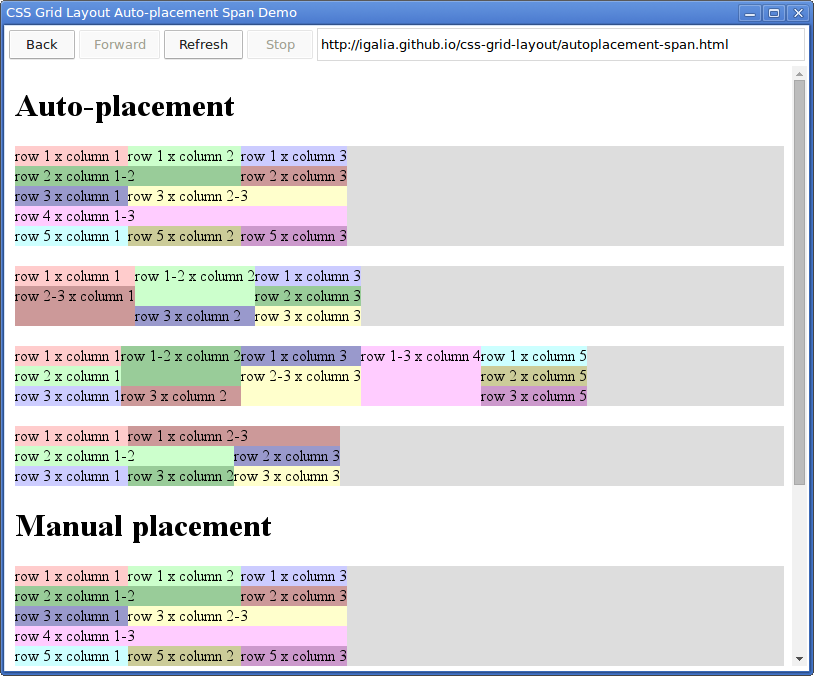 CSS Grid Layout Auto-placement Span Demo
Back Forward Refresh Stop http://igalia.github.io/css-grid-layout/autoplacement-span.html
Auto-placement
row 1 x column 1 row 1 x column 2 row 1 x column 3
row 2 x column 1-2 row 2 x column 3
row 3 x column 1 row 3 x column 2-3
row 4 x column 1-3
row 5 x column 1 row 5 x column 2 row 5 x column 3
row 1 x column 1 row 1-2 x column 2 row 1 x column 3
row 2-3 x column 1 row 2 x column 3
row 3 x column 2 row 3 x column 3
row 1 x column 1 row 1-2 x column 2 row 1 x column 3 row 1-3 x column 4 row 1 x column 5
row 2 x column 1 row 2-3 x column 3 row 2 x column 5
row 3 x column 1 row 3 x column 2 row 3 x column 5
row 1 x column 1 row 1 x column 2-3
row 2 x column 1-2 row 2 x column 3
row 3 x column 1 row 3 x column 2 row 3 x column 3
Manual placement
row 1 x column 1 row 1 x column 2 row 1 x column 3
row 2 x column 1-2 row 2 x column 3
row 3 x column 1 row 3 x column 2-3
row 4 x column 1-3
row 5 x column 1 row 5 x column 2 row 5 x column 3